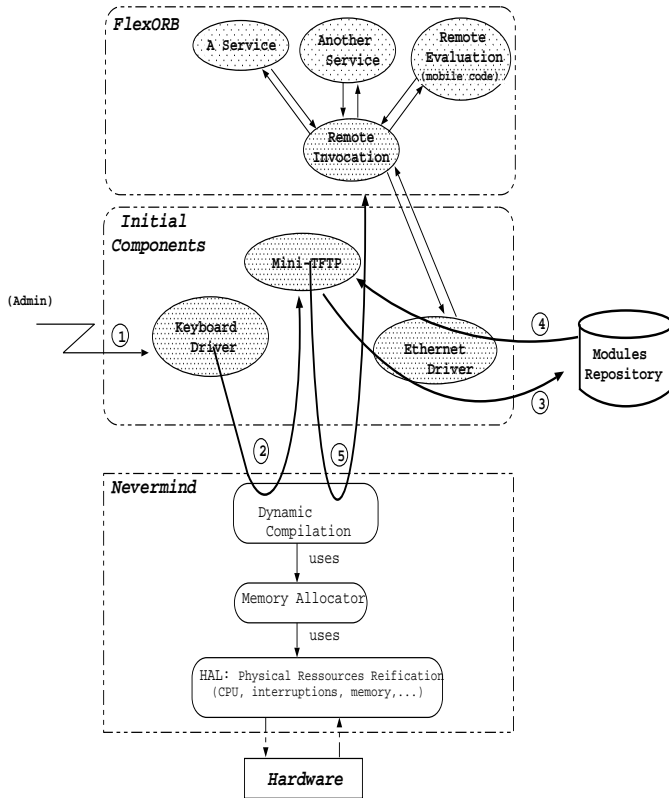 FlexORB
A Service
Another
Service
Remote
Evaluation
(mobile code)
Remote
Invocation
Initial
Components
Mini-TFTP
(Admin)
1
Keyboard
Driver
Ethernet
Driver
4
Modules
Repository
3
2
5
Nevermind
Dynamic
Compilation
uses
Memory Allocator
uses
HAL: Physical Ressources Reification
(CPU, interruptions, memory,...)
Hardware